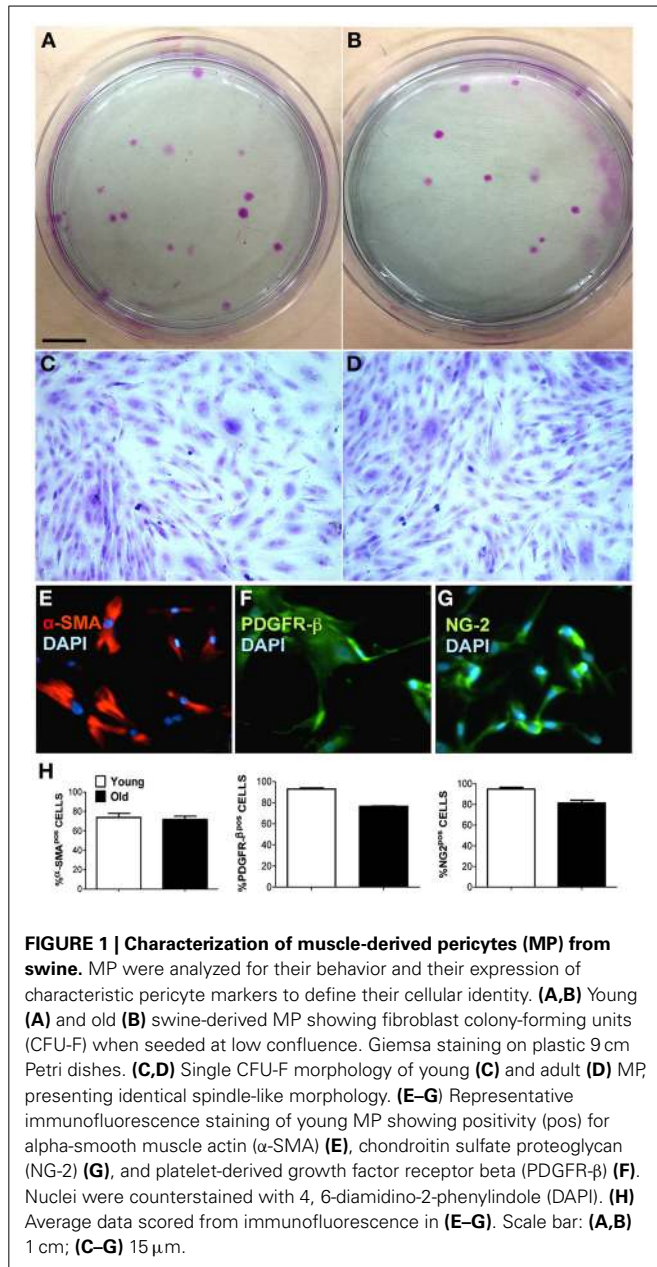 A
B
C
D
E
α-SMA
DAPI
F
PDGFR-β
DAPI
G
NG-2
DAPI
H
Young
Old
%α-SMApos CELLS
100
80
60
40
20
0
%PDGFR-βpos CELLS
100
80
60
40
20
0
%NG2pos CELLS
100
80
60
40
20
0
FIGURE 1 | Characterization of muscle-derived pericytes (MP) from
swine. MP were analyzed for their behavior and their expression of
characteristic pericyte markers to define their cellular identity. (A,B) Young
(A) and old (B) swine-derived MP showing fibroblast colony-forming units
(CFU-F) when seeded at low confluence. Giemsa staining on plastic 9 cm
Petri dishes. (C,D) Single CFU-F morphology of young (C) and adult (D) MP,
presenting identical spindle-like morphology. (E–G) Representative
immunofluorescence staining of young MP showing positivity (pos) for
alpha-smooth muscle actin (α-SMA) (E), chondroitin sulfate proteoglycan
(NG-2) (G), and platelet-derived growth factor receptor beta (PDGFR-β) (F).
Nuclei were counterstained with 4, 6-diamidino-2-phenylindole (DAPI). (H)
Average data scored from immunofluorescence in (E–G). Scale bar: (A,B)
1 cm; (C–G) 15 μm.